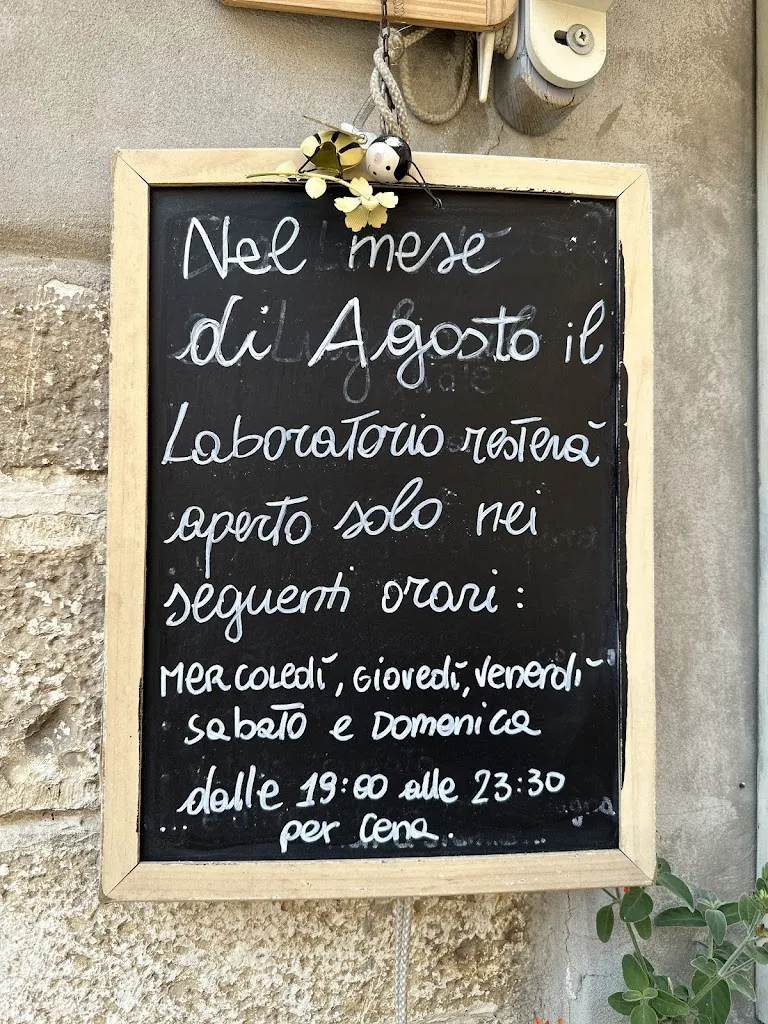 Nel mese
di Agosto il
Laboratorio resterà
aperto solo nei
seguenti orari:
Mercoledì, Giovedì, Venerdì
sabato e Domenica
dalle 19:00 alle 23:30
... per cena.